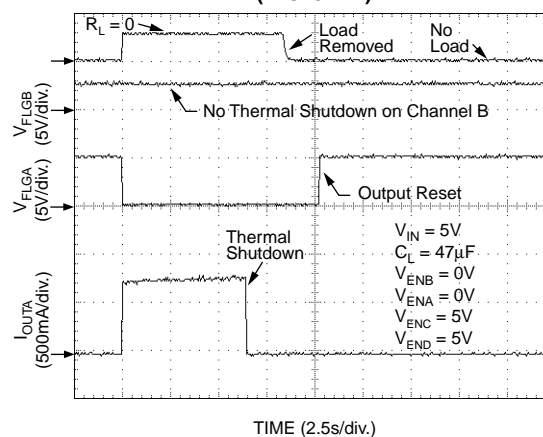 R_L = 0
Load
Removed
No
Load
V_FLGB
(5V/div.)
No Thermal Shutdown on Channel B
V_FLGA
(5V/div.)
Output Reset
V_IN = 5V
C_L = 47µF
V_ENB = 0V
V_ENA = 0V
V_ENC = 5V
V_END = 5V
Thermal
Shutdown
I_OUTA
(500mA/div.)
TIME (2.5s/div.)